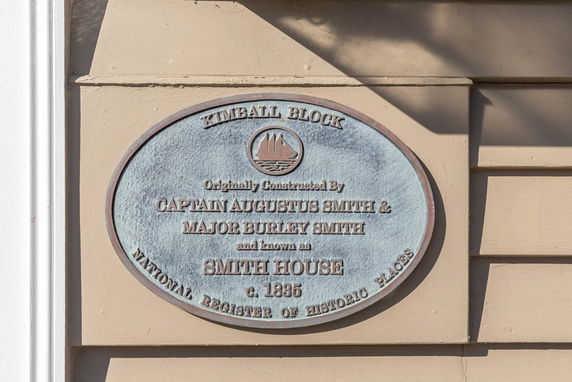 KIMBALL BLOCK
Originally Constructed By
CAPTAIN AUGUSTUS SMITH &
MAJOR BURLEY SMITH
and known as
SMITH HOUSE
c. 1835
NATIONAL REGISTER OF HISTORIC PLACES